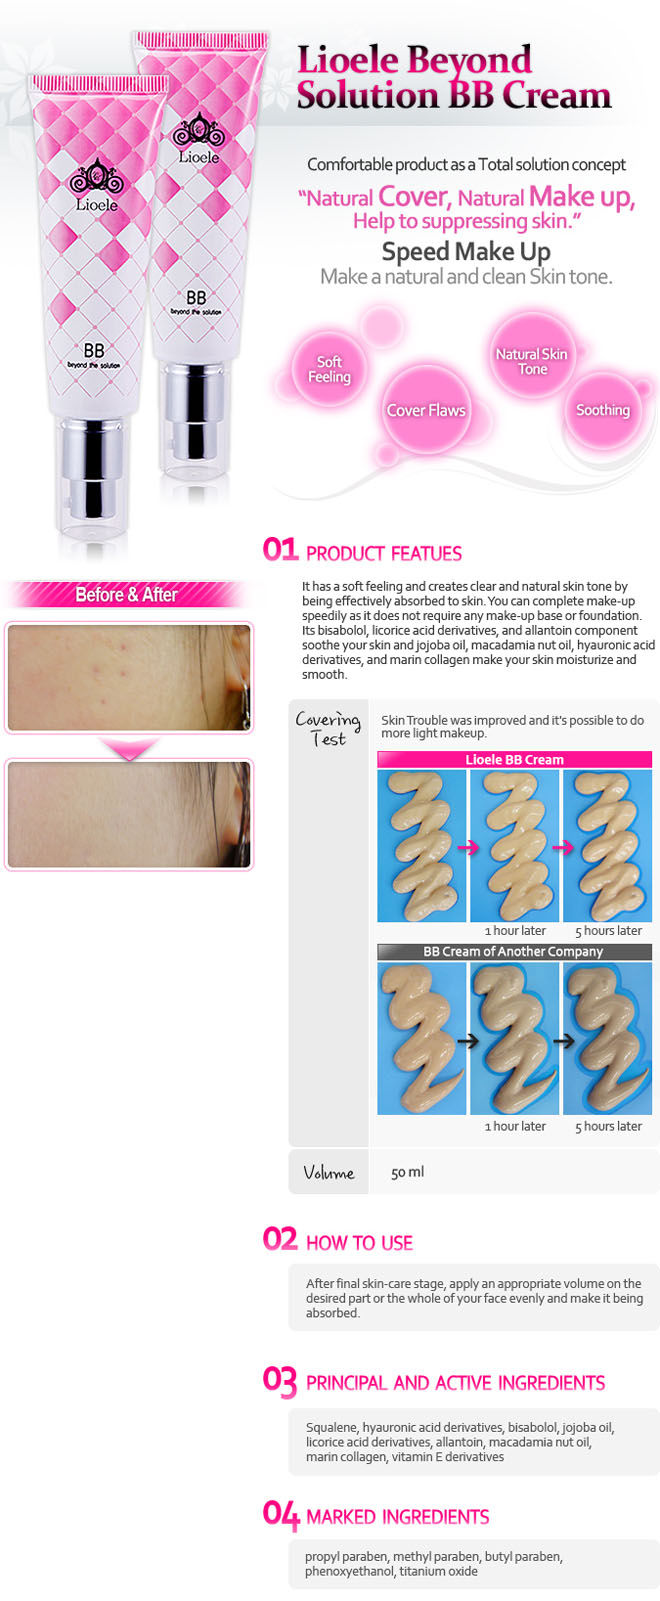 Lioele Beyond
Solution BB Cream
Comfortable product as a Total solution concept
“Natural Cover, Natural Make up,
Help to suppressing skin.”
Speed Make Up
Make a natural and clean Skin tone.
Lioele
BB
beyond the solution
Lioele
BB
beyond the solution
Soft
Feeling
Cover Flaws
Natural Skin
Tone
Soothing
01 PRODUCT FEATUES
Before & After
It has a soft feeling and creates clear and natural skin tone by
being effectively absorbed to skin. You can complete make-up
speedily as it does not require any make-up base or foundation.
Its bisabolol, licorice acid derivatives, and allantoin component
soothe your skin and jojoba oil, macadamia nut oil, hyauronic acid
derivatives, and marin collagen make your skin moisturize and
smooth.
Covering
Test
Skin Trouble was improved and it's possible to do
more light makeup.
Lioele BB Cream
1 hour later
5 hours later
BB Cream of Another Company
1 hour later
5 hours later
Volume
50 ml
02 HOW TO USE
After final skin-care stage, apply an appropriate volume on the
desired part or the whole of your face evenly and make it being
absorbed.
03 PRINCIPAL AND ACTIVE INGREDIENTS
Squalene, hyauronic acid derivatives, bisabolol, jojoba oil,
licorice acid derivatives, allantoin, macadamia nut oil,
marin collagen, vitamin E derivatives
04 MARKED INGREDIENTS
propyl paraben, methyl paraben, butyl paraben,
phenoxyethanol, titanium oxide